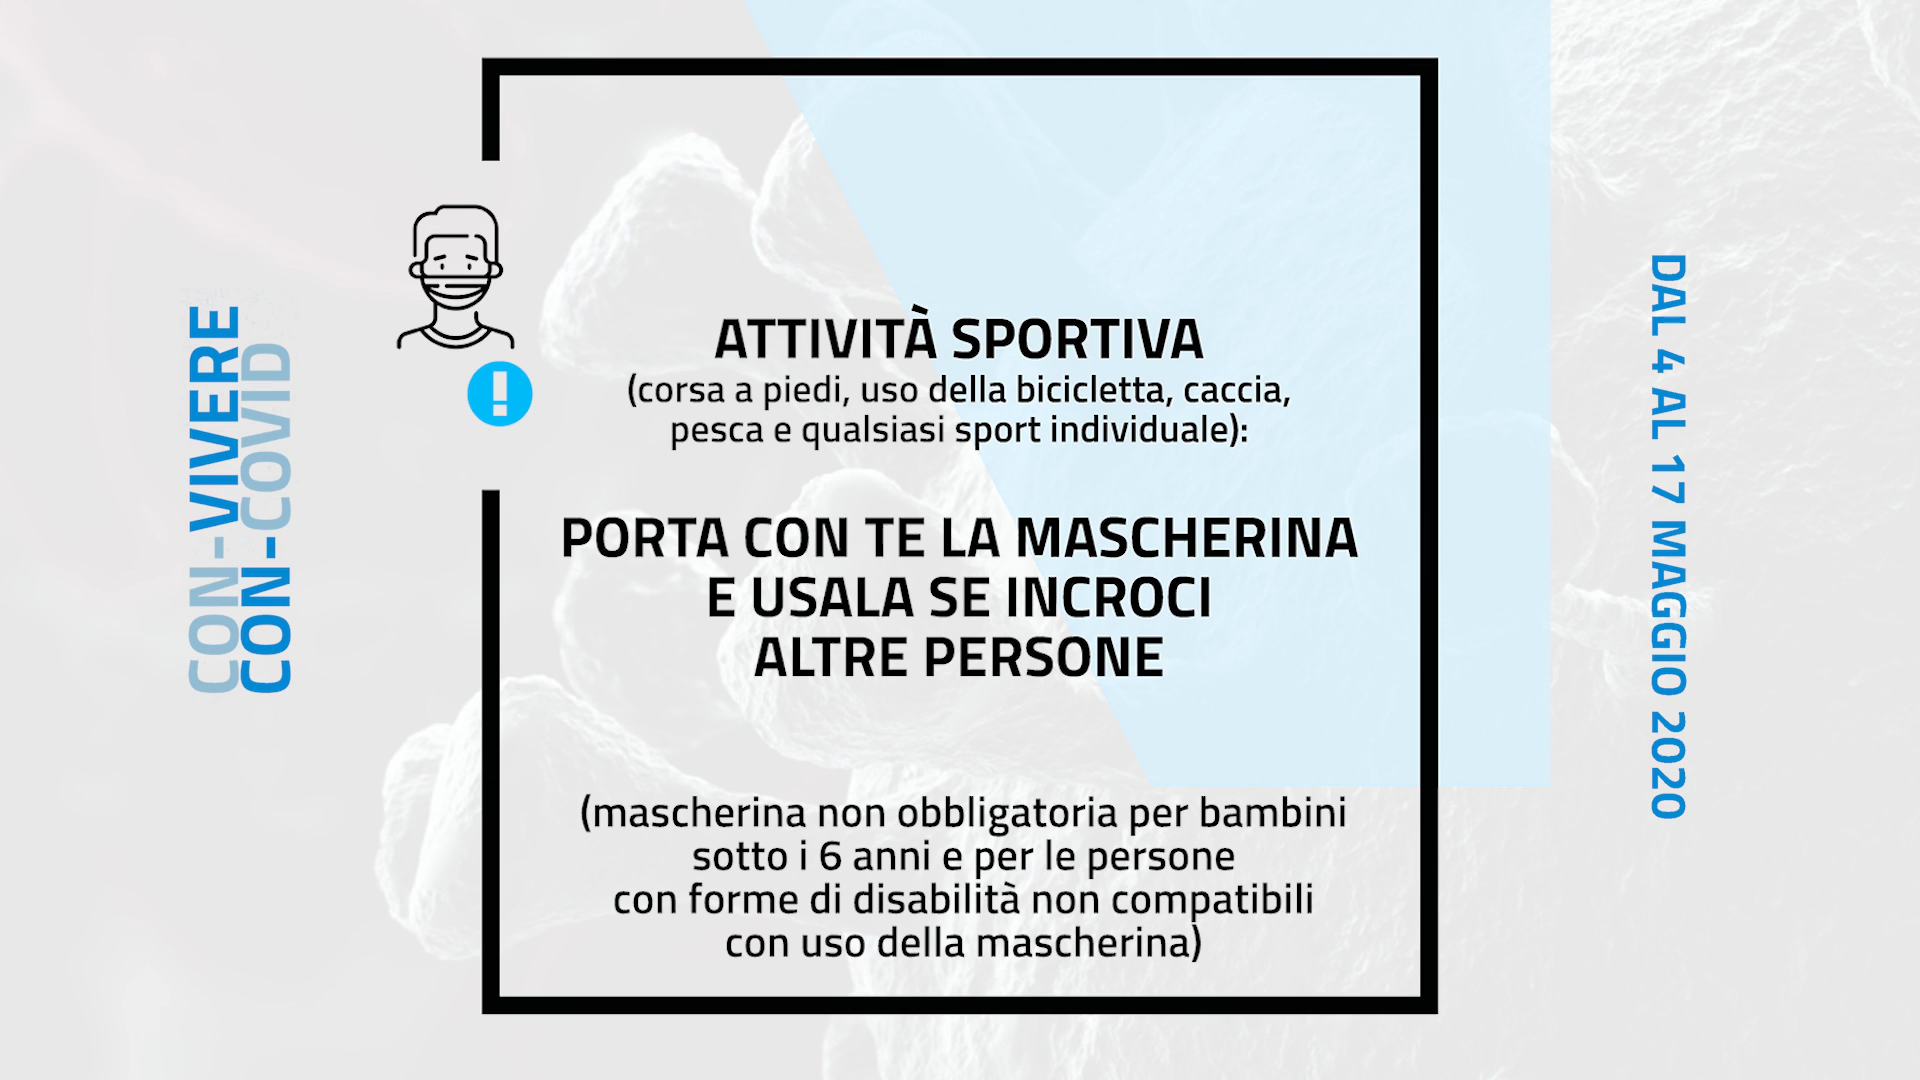 CON-VIVERE
CON-COVID
ATTIVITÀ SPORTIVA
(corsa a piedi, uso della bicicletta, caccia,
pesca e qualsiasi sport individuale):
PORTA CON TE LA MASCHERINA
E USALA SE INCROCI
ALTRE PERSONE
(mascherina non obbligatoria per bambini
sotto i 6 anni e per le persone
con forme di disabilità non compatibili
con uso della mascherina)
DAL 4 AL 17 MAGGIO 2020